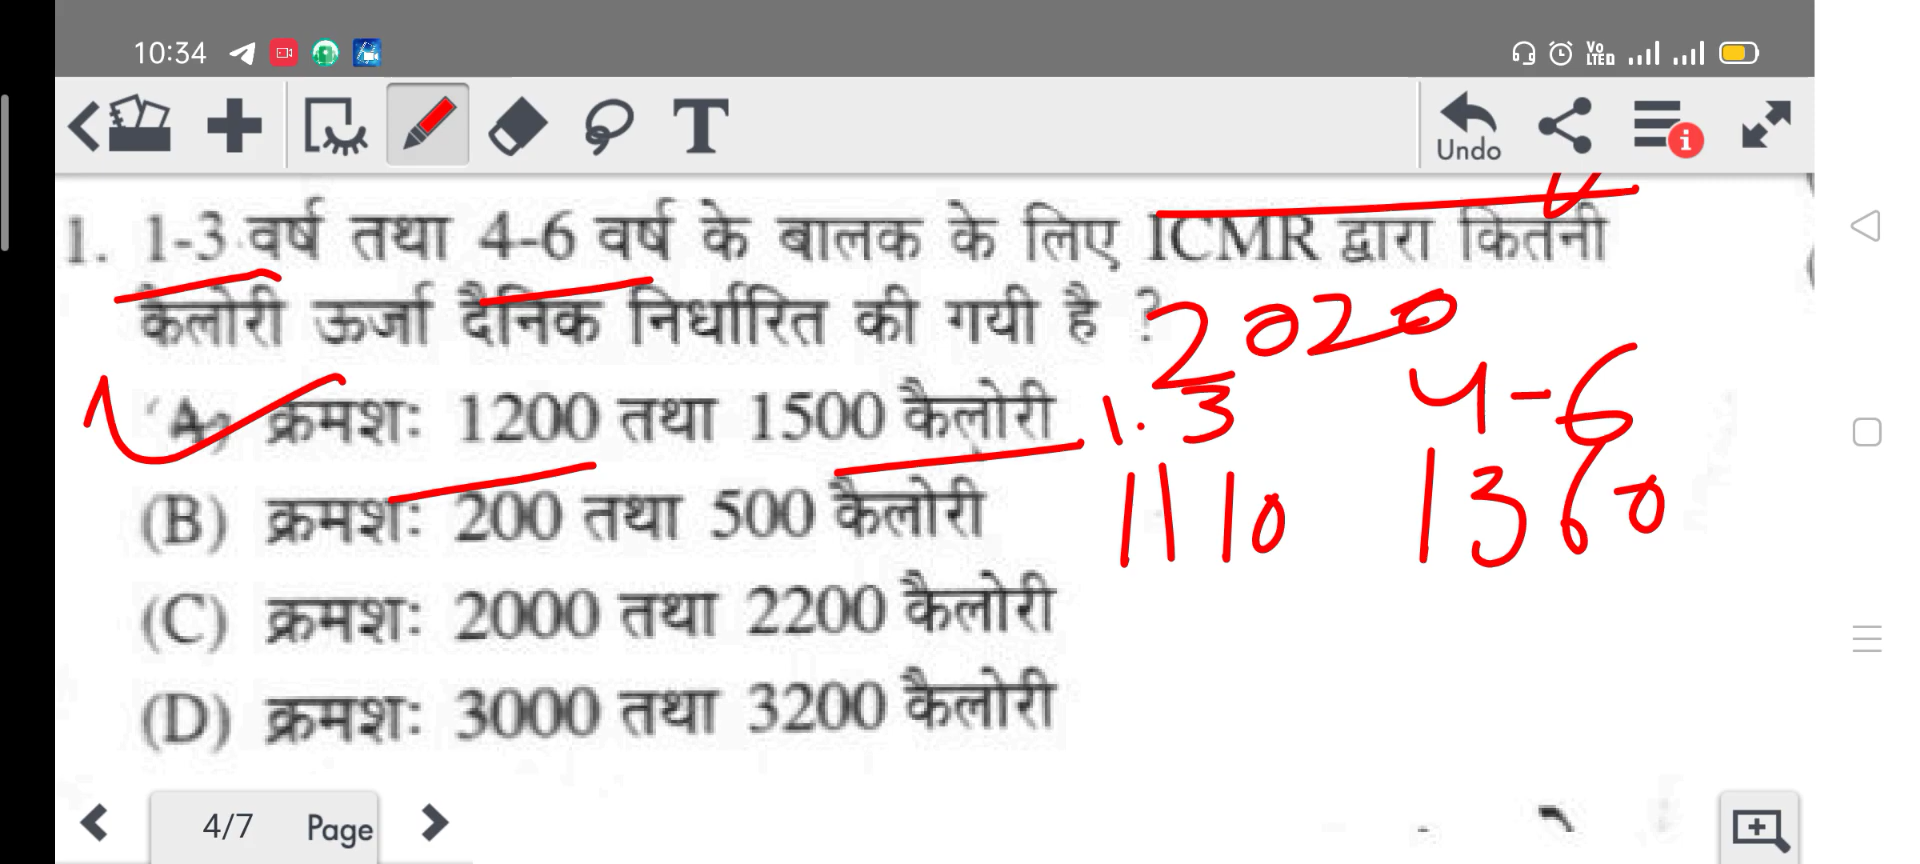 10:34 Vo LTED
Undo
1. 1-3 वर्ष तथा 4-6 वर्ष के बालक के लिए ICMR द्वारा कितनी
कैलोरी ऊर्जा दैनिक निर्धारित की गयी है ?
2020
(A) क्रमशः 1200 तथा 1500 कैलोरी
1-3 4-6
(B) क्रमशः 200 तथा 500 कैलोरी
1110 1360
(C) क्रमशः 2000 तथा 2200 कैलोरी
(D) क्रमशः 3000 तथा 3200 कैलोरी
4/7 Page